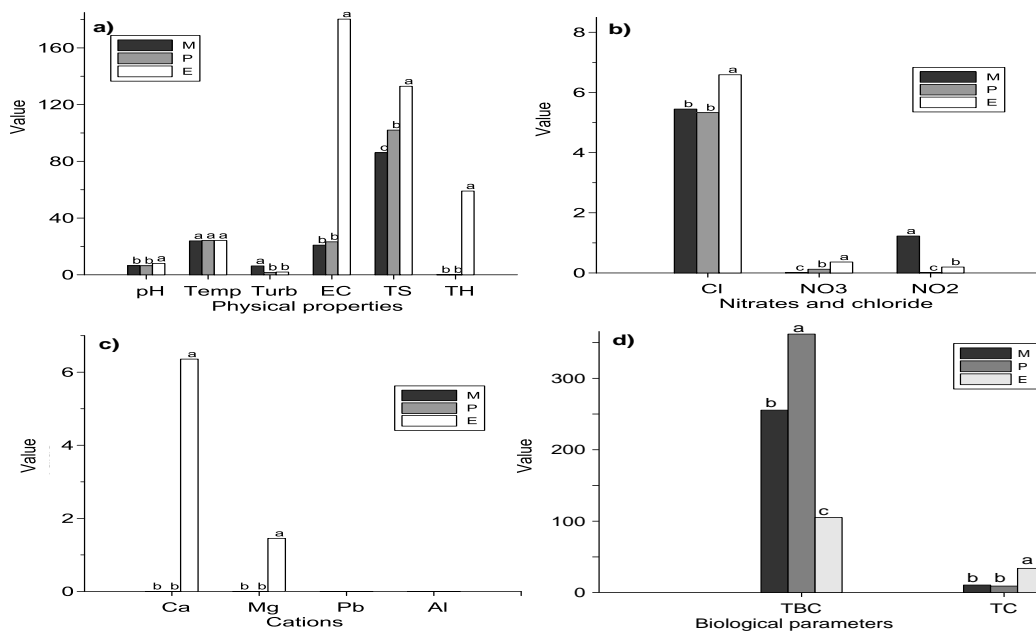 a)
M
P
E
Value
160
120
80
40
0
b b a
a a a
a b b
b b a
c b a
b b a
pH Temp Turb EC TS TH
Physical properties
b)
M
P
E
Value
8
6
4
2
0
b b a
c b a
a c b
Cl NO3 NO2
Nitrates and chloride
c)
M
P
E
Value
6
4
2
0
b b a
b b a
Ca Mg Pb Al
Cations
d)
M
P
E
Value
300
200
100
0
b a c
b b a
TBC TC
Biological parameters